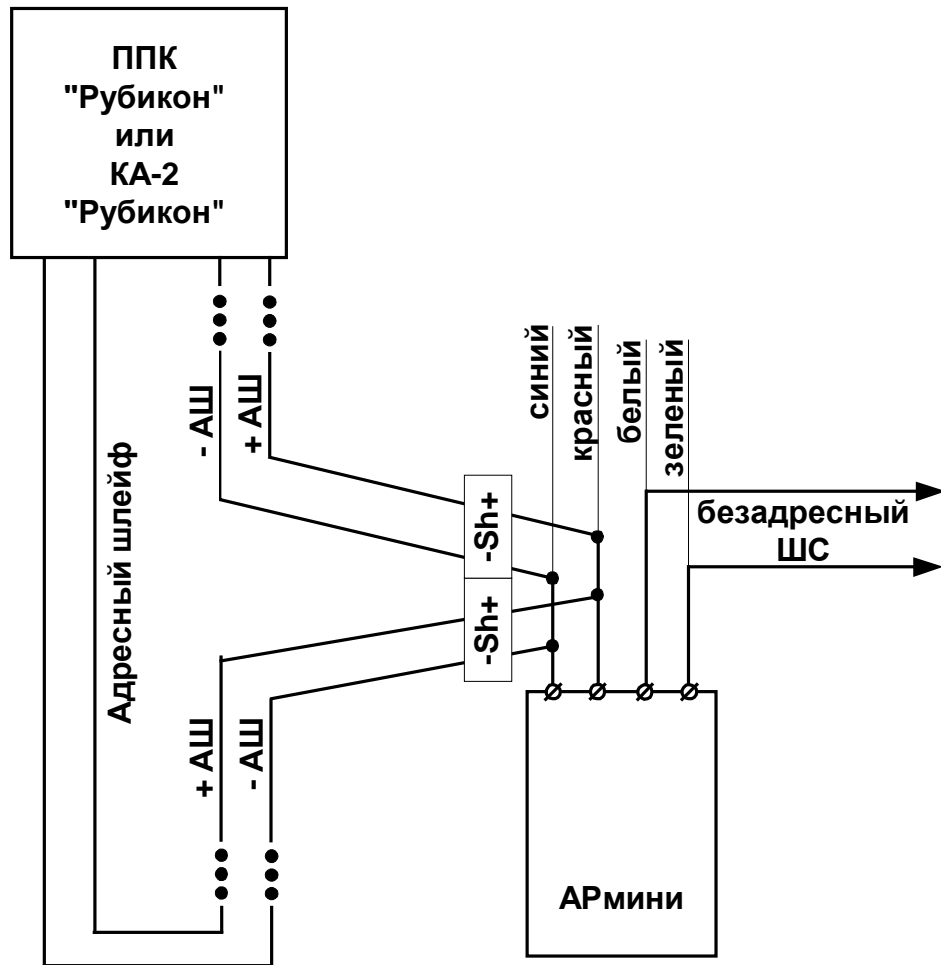 ППК
"Рубикон"
или
КА-2
"Рубикон"
- АШ
+ АШ
синий
красный
белый
зеленый
Адресный шлейф
-Sh+
-Sh+
безадресный
ШС
+ АШ
- АШ
АРмини